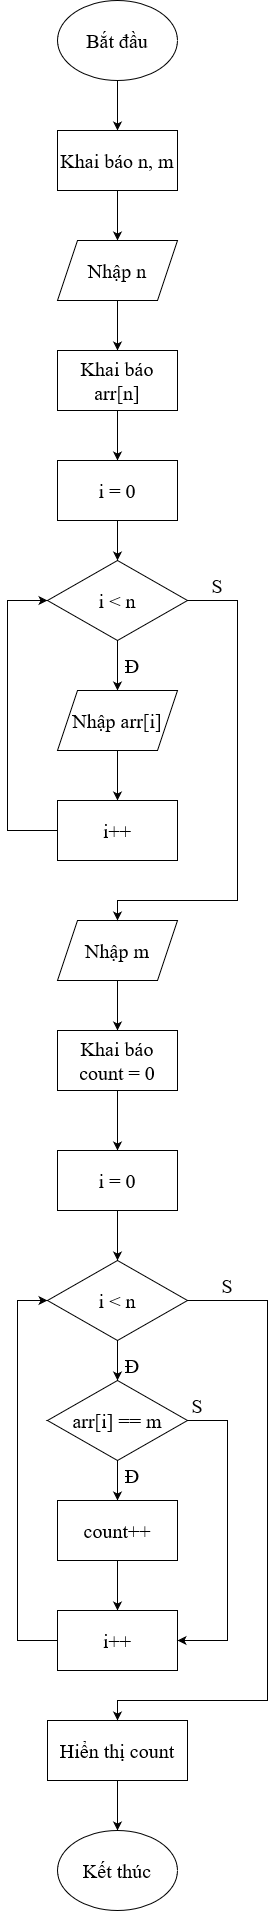 Bắt đầu
Khai báo n, m
Nhập n
Khai báo
arr[n]
i = 0
i < n
S
Đ
Nhập arr[i]
i++
Nhập m
Khai báo
count = 0
i = 0
i < n
S
Đ
arr[i] == m
S
Đ
count++
i++
Hiển thị count
Kết thúc